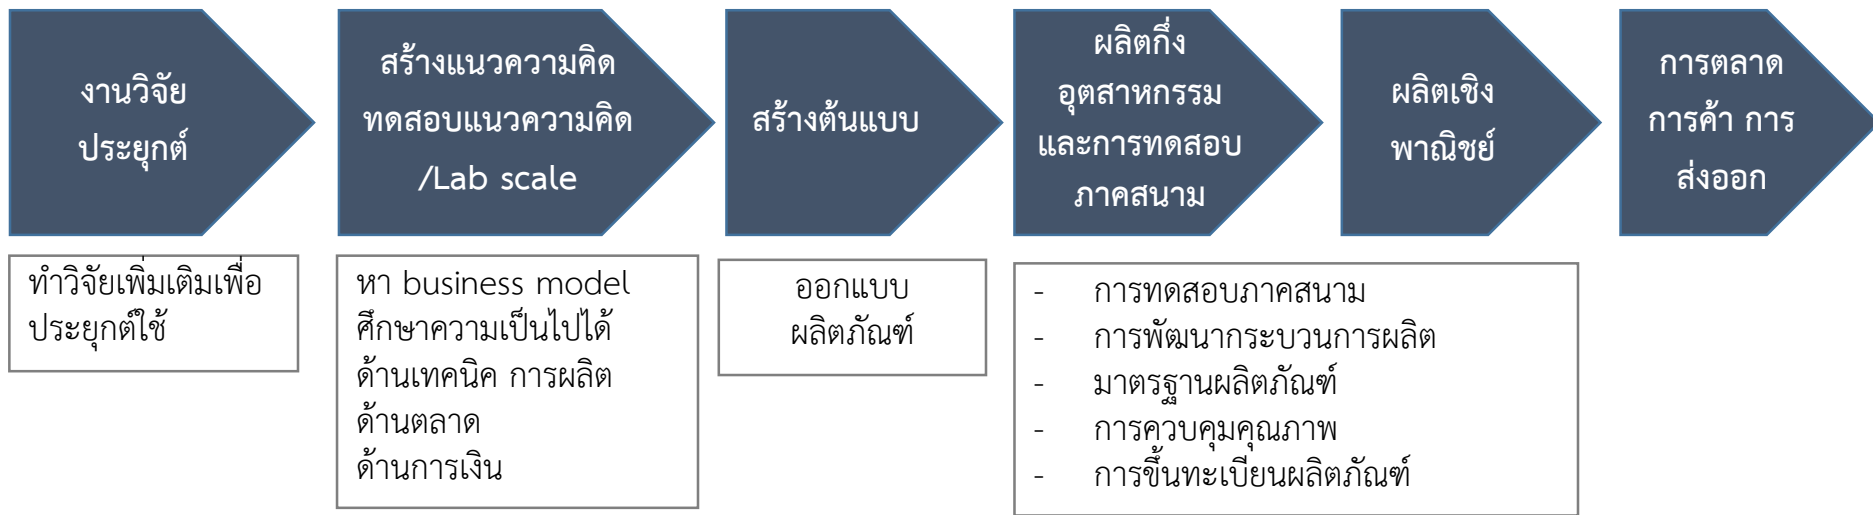 งานวิจัย
ประยุกต์
สร้างแนวความคิด
ทดสอบแนวความคิด
/Lab scale
สร้างต้นแบบ
ผลิตกึ่ง
อุตสาหกรรม
และการทดสอบ
ภาคสนาม
ผลิตเชิง
พาณิชย์
การตลาด
การค้า การ
ส่งออก
ทำวิจัยเพิ่มเติมเพื่อ
ประยุกต์ใช้
หา business model
ศึกษาความเป็นไปได้
ด้านเทคนิค การผลิต
ด้านตลาด
ด้านการเงิน
ออกแบบ
ผลิตภัณฑ์
- การทดสอบภาคสนาม
- การพัฒนากระบวนการผลิต
- มาตรฐานผลิตภัณฑ์
- การควบคุมคุณภาพ
- การขึ้นทะเบียนผลิตภัณฑ์